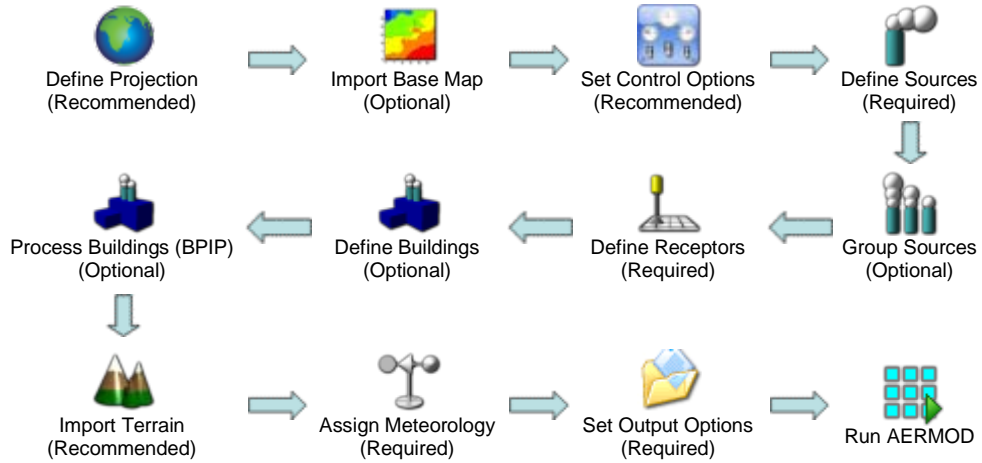 Define Projection
(Recommended)
Import Base Map
(Optional)
Set Control Options
(Recommended)
Define Sources
(Required)
Process Buildings (BPIP)
(Optional)
Define Buildings
(Optional)
Define Receptors
(Required)
Group Sources
(Optional)
Import Terrain
(Recommended)
Assign Meteorology
(Required)
Set Output Options
(Required)
Run AERMOD